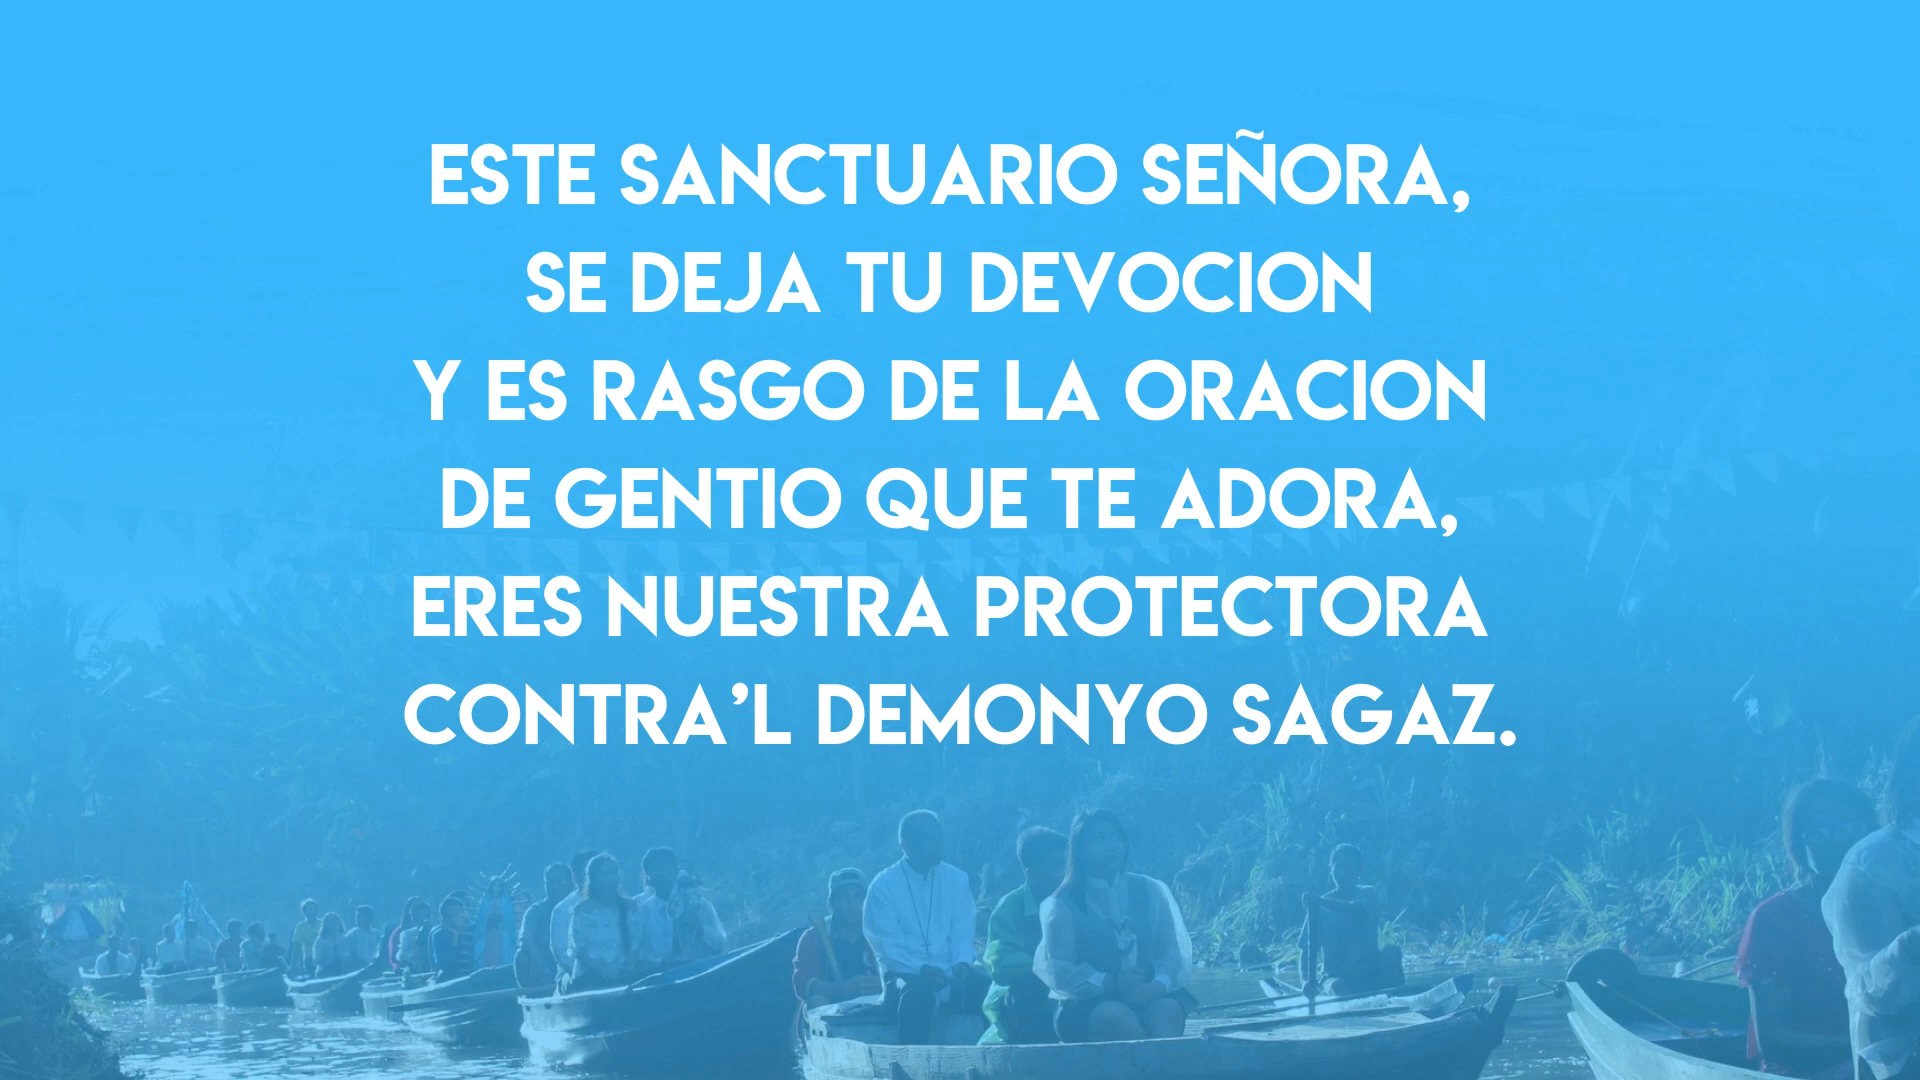 ESTE SANCTUARIO SEÑORA,
SE DEJA TU DEVOCION
Y ES RASGO DE LA ORACION
DE GENTIO QUE TE ADORA,
ERES NUESTRA PROTECTORA
CONTRA’L DEMONYO SAGAZ.